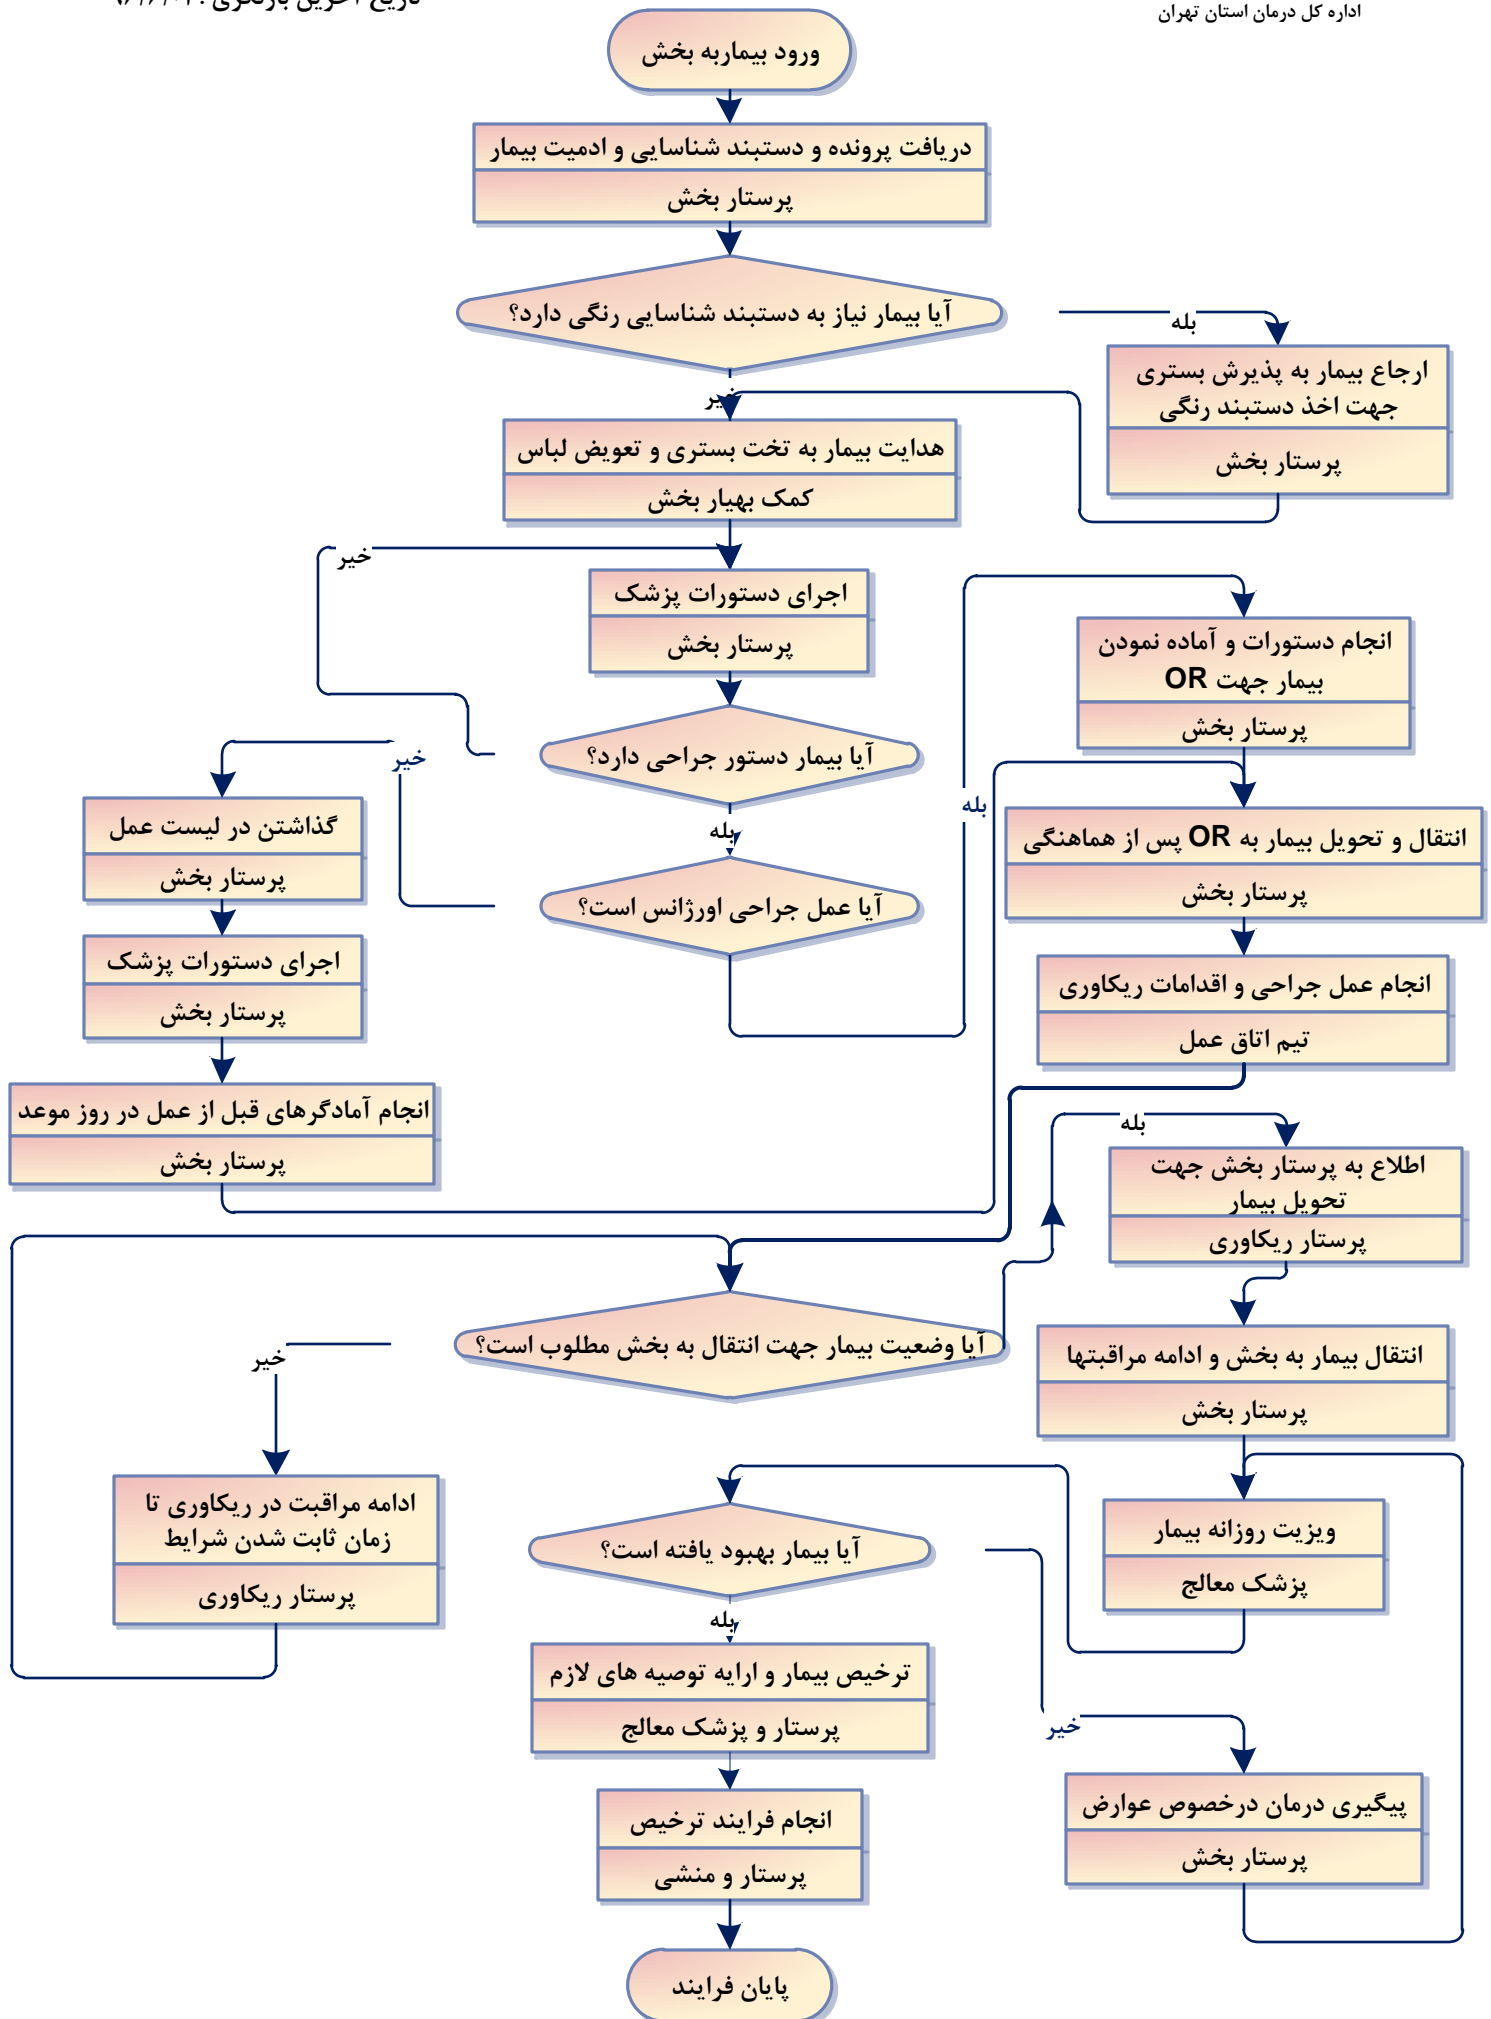 اداره کل درمان استان تهران
تاریخ آخرین بازنگری :
ورود بیماربه بخش
دریافت پرونده و دستبند شناسایی و ادمیت بیمار
پرستار بخش
آیا بیمار نیاز به دستبند شناسایی رنگی دارد؟
بله
ارجاع بیمار به پذیرش بستری
جهت اخذ دستبند رنگی
پرستار بخش
خیر
هدایت بیمار به تخت بستری و تعویض لباس
کمک بهیار بخش
خیر
اجرای دستورات پزشک
پرستار بخش
انجام دستورات و آماده نمودن
بیمار جهت OR
پرستار بخش
آیا بیمار دستور جراحی دارد؟
خیر
بله
بله
گذاشتن در لیست عمل
پرستار بخش
انتقال و تحویل بیمار به OR پس از هماهنگی
پرستار بخش
آیا عمل جراحی اورژانس است؟
اجرای دستورات پزشک
پرستار بخش
انجام عمل جراحی و اقدامات ریکاوری
تیم اتاق عمل
انجام آمادگرهای قبل از عمل در روز موعد
پرستار بخش
بله
اطلاع به پرستار بخش جهت
تحویل بیمار
پرستار ریکاوری
آیا وضعیت بیمار جهت انتقال به بخش مطلوب است؟
خیر
انتقال بیمار به بخش و ادامه مراقبتها
پرستار بخش
ادامه مراقبت در ریکاوری تا
زمان ثابت شدن شرایط
پرستار ریکاوری
ویزیت روزانه بیمار
پزشک معالج
آیا بیمار بهبود یافته است؟
بله
ترخیص بیمار و ارایه توصیه های لازم
پرستار و پزشک معالج
خیر
پیگیری درمان درخصوص عوارض
پرستار بخش
انجام فرایند ترخیص
پرستار و منشی
پایان فرایند